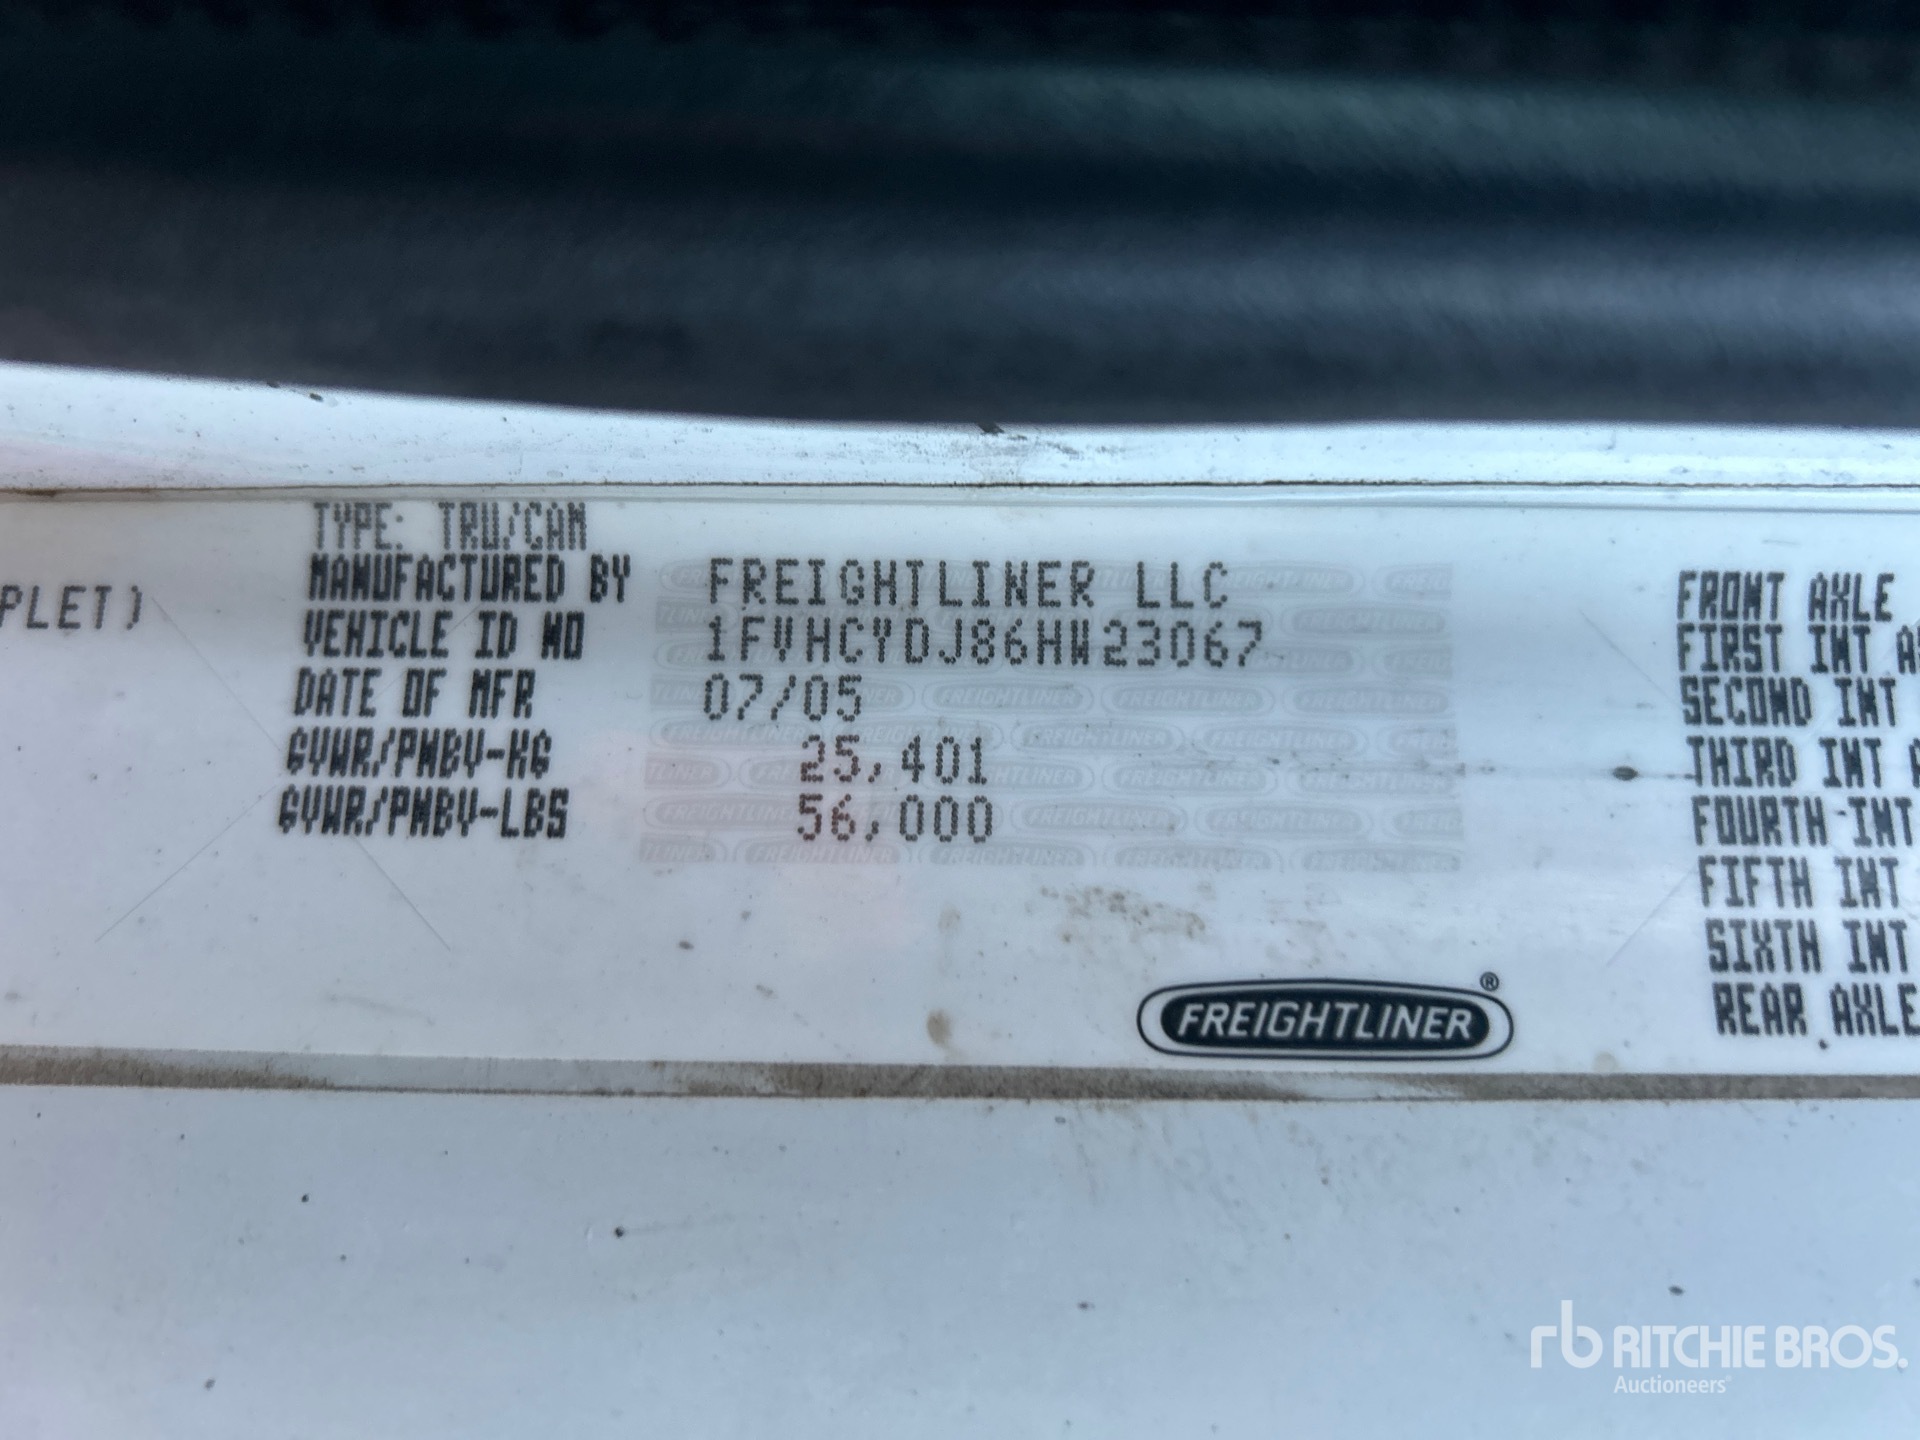 PLET)
TYPE: TRU/CAM
MANUFACTURED BY FREIGHTLINER LLC
VEHICLE ID NO 1FVHCYDJ86HW23067
DATE OF MFR 07/05
GVWR/PNBV-KG 25,401
GVWR/PNBV-LBS 56,000
FREIGHTLINER®
FRONT AXLE
FIRST INT A
SECOND INT
THIRD INT A
FOURTH INT
FIFTH INT
SIXTH INT
REAR AXLE
rb RITCHIE BROS.
Auctioneers